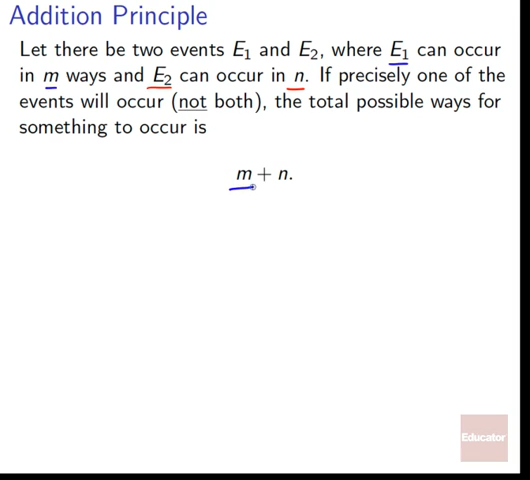 Addition Principle
Let there be two events E₁ and E₂, where E₁ can occur
in m ways and E₂ can occur in n. If precisely one of the
events will occur (not both), the total possible ways for
something to occur is
m + n.
Educator